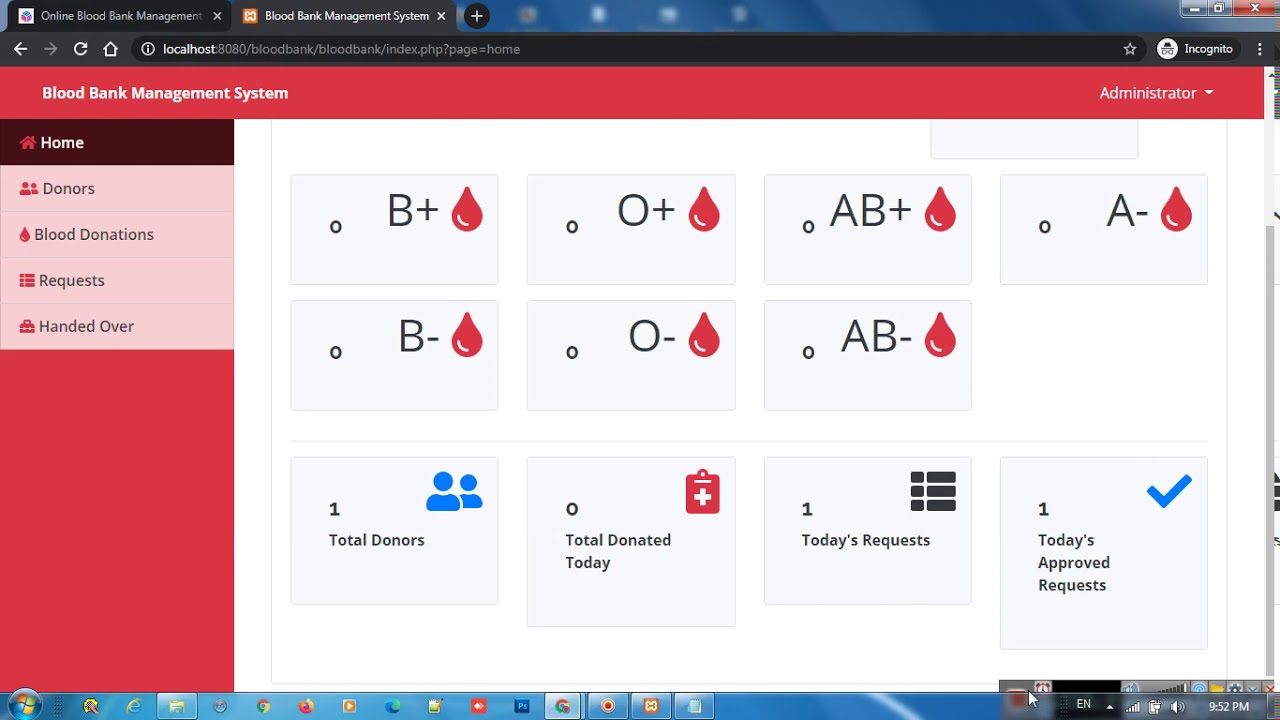 Online Blood Bank Management
Blood Bank Management System
localhost:8080/bloodbank/bloodbank/index.php?page=home
Incognito
Blood Bank Management System
Administrator
Home
Donors
Blood Donations
Requests
Handed Over
0 B+
0 O+
0 AB+
0 A-
0 B-
0 O-
0 AB-
1
Total Donors
0
Total Donated
Today
1
Today's Requests
1
Today's
Approved
Requests
Ps
EN
9:52 PM